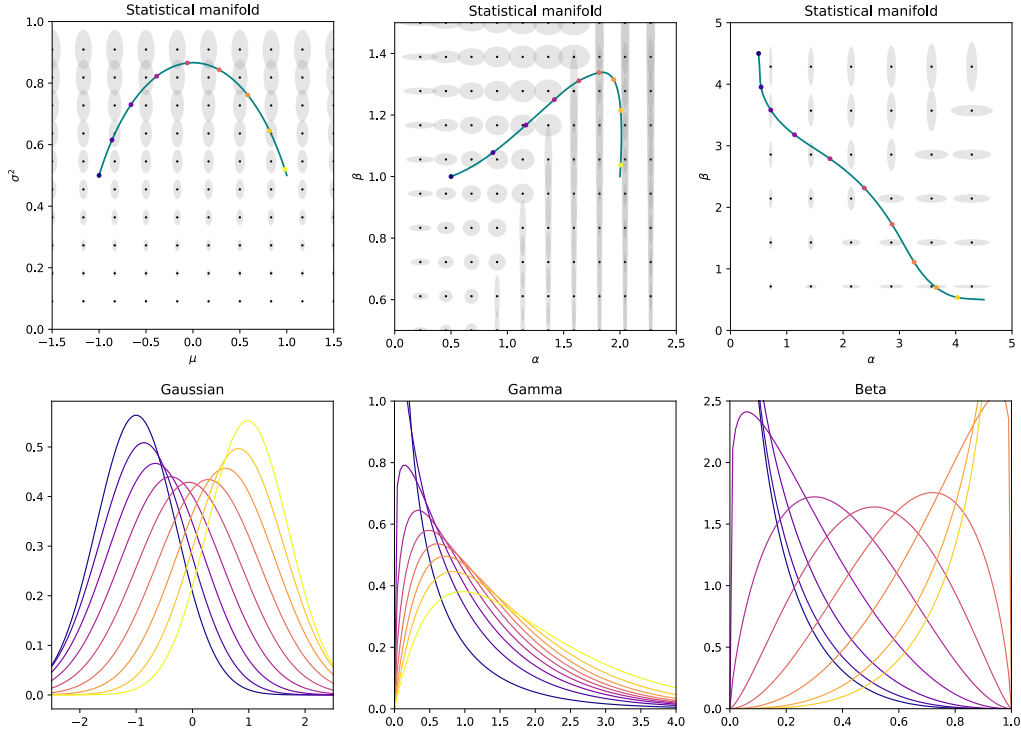 Statistical manifold
1.0
0.8
0.6
0.4
0.2
0.0
σ²
−1.5 −1.0 −0.5 0.0 0.5 1.0 1.5
μ
Statistical manifold
1.4
1.2
1.0
0.8
0.6
β
0.0 0.5 1.0 1.5 2.0 2.5
α
Statistical manifold
5
4
3
2
1
0
β
0 1 2 3 4 5
α
Gaussian
0.5
0.4
0.3
0.2
0.1
0.0
−2 −1 0 1 2
Gamma
1.0
0.8
0.6
0.4
0.2
0.0
0.0 0.5 1.0 1.5 2.0 2.5 3.0 3.5 4.0
Beta
2.5
2.0
1.5
1.0
0.5
0.0
0.0 0.2 0.4 0.6 0.8 1.0